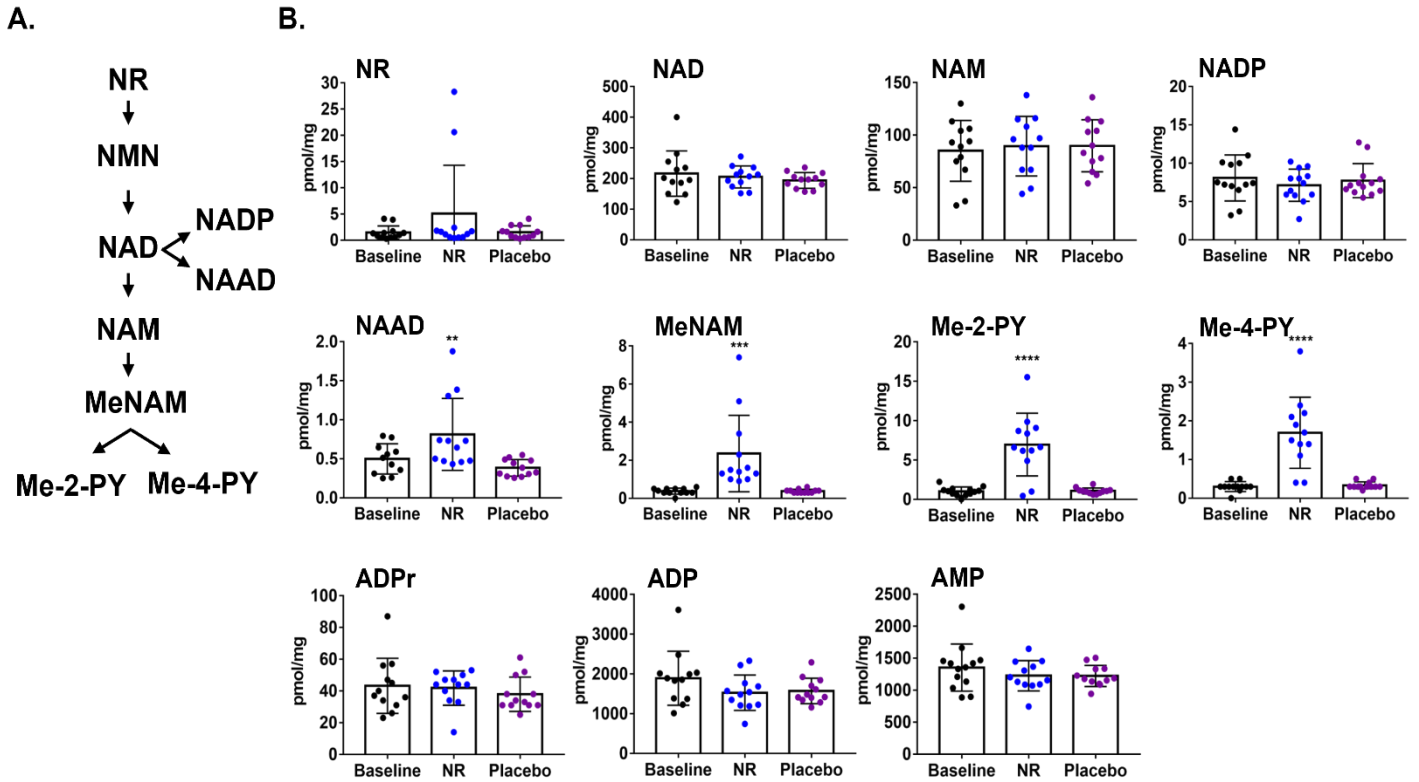 A.
NR
NMN
NAD
NADP
NAAD
NAM
MeNAM
Me-2-PY Me-4-PY
B.
NR
pmol/mg
30
25
20
15
10
5
0
Baseline NR Placebo
NAD
pmol/mg
500
400
300
200
100
0
Baseline NR Placebo
NAM
pmol/mg
150
100
50
0
Baseline NR Placebo
NADP
pmol/mg
20
15
10
5
0
Baseline NR Placebo
NAAD
pmol/mg
2.0
1.5
1.0
0.5
0.0
**
Baseline NR Placebo
MeNAM
pmol/mg
8
6
4
2
0
***
Baseline NR Placebo
Me-2-PY
pmol/mg
20
15
10
5
0
****
Baseline NR Placebo
Me-4-PY
pmol/mg
4
3
2
1
0
****
Baseline NR Placebo
ADPr
pmol/mg
100
80
60
40
20
0
Baseline NR Placebo
ADP
pmol/mg
4000
3000
2000
1000
0
Baseline NR Placebo
AMP
pmol/mg
2500
2000
1500
1000
500
0
Baseline NR Placebo